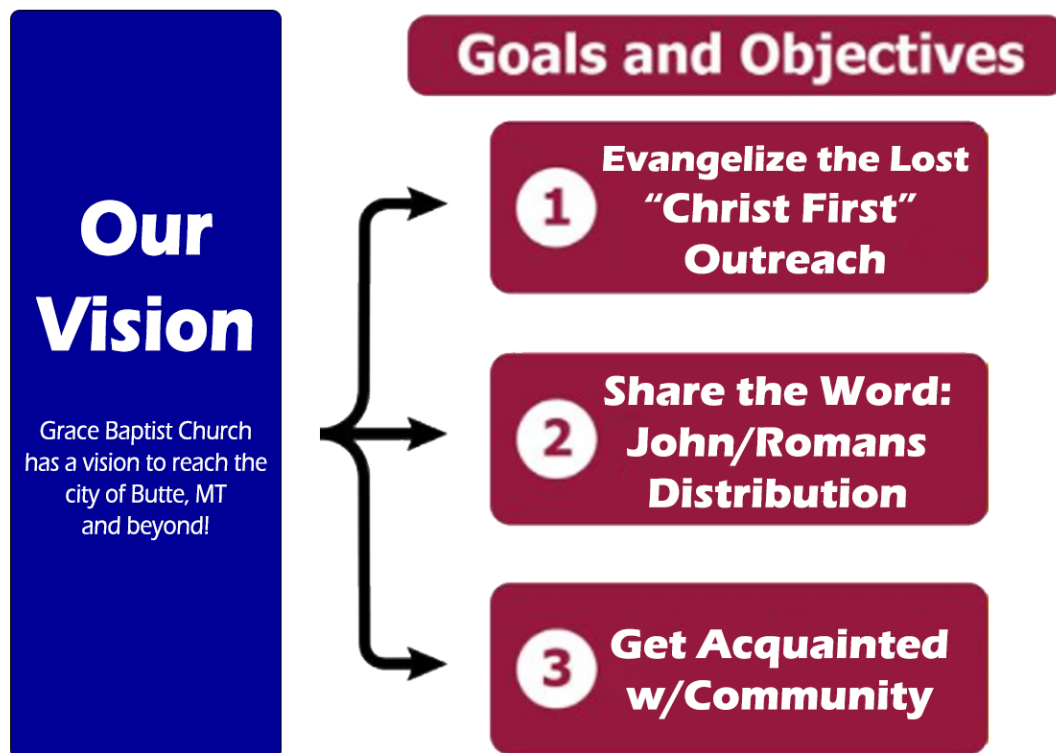 Our
Vision
Grace Baptist Church
has a vision to reach the
city of Butte, MT
and beyond!
Goals and Objectives
1
Evangelize the Lost
“Christ First”
Outreach
2
Share the Word:
John/Romans
Distribution
3
Get Acquainted
w/Community